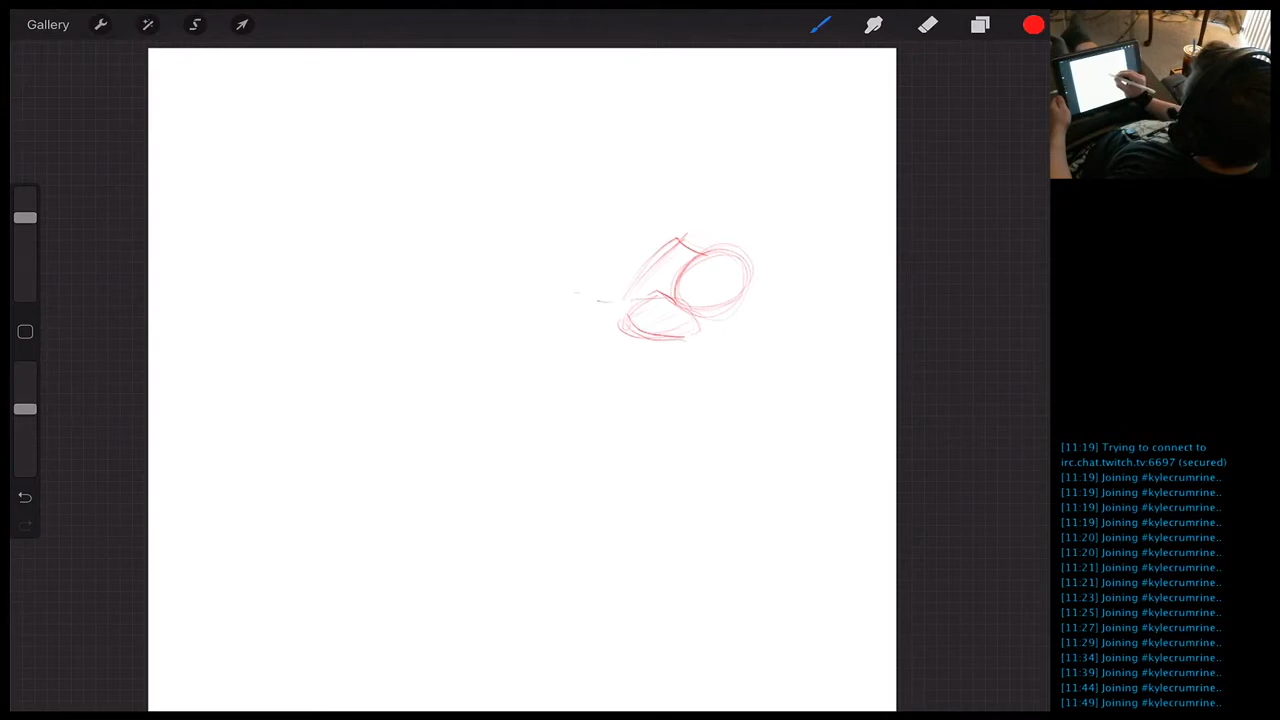 Gallery
[11:19] Trying to connect to
irc.chat.twitch.tv:6697 (secured)
[11:19] Joining #kylecrumrine..
[11:19] Joining #kylecrumrine..
[11:19] Joining #kylecrumrine..
[11:19] Joining #kylecrumrine..
[11:20] Joining #kylecrumrine..
[11:20] Joining #kylecrumrine..
[11:21] Joining #kylecrumrine..
[11:21] Joining #kylecrumrine..
[11:23] Joining #kylecrumrine..
[11:25] Joining #kylecrumrine..
[11:27] Joining #kylecrumrine..
[11:29] Joining #kylecrumrine..
[11:34] Joining #kylecrumrine..
[11:39] Joining #kylecrumrine..
[11:44] Joining #kylecrumrine..
[11:49] Joining #kylecrumrine..